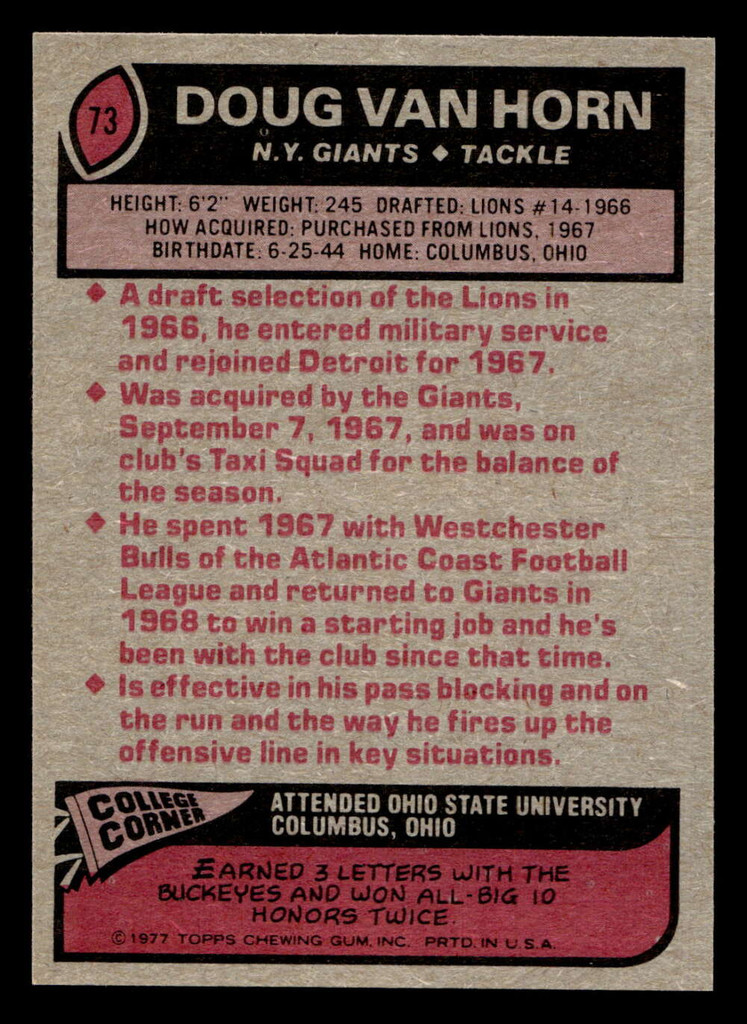 73
DOUG VAN HORN
N.Y. GIANTS ♦ TACKLE
HEIGHT: 6'2" WEIGHT: 245 DRAFTED: LIONS #14-1966
HOW ACQUIRED: PURCHASED FROM LIONS, 1967
BIRTHDATE: 6-25-44 HOME: COLUMBUS, OHIO
♦ A draft selection of the Lions in
1966, he entered military service
and rejoined Detroit for 1967.
♦ Was acquired by the Giants,
September 7, 1967, and was on
club's Taxi Squad for the balance of
the season.
♦ He spent 1967 with Westchester
Bulls of the Atlantic Coast Football
League and returned to Giants in
1968 to win a starting job and he's
been with the club since that time.
♦ Is effective in his pass blocking and on
the run and the way he fires up the
offensive line in key situations.
COLLEGE
CORNER
ATTENDED OHIO STATE UNIVERSITY
COLUMBUS, OHIO
EARNED 3 LETTERS WITH THE
BUCKEYES AND WON ALL-BIG 10
HONORS TWICE.
© 1977 TOPPS CHEWING GUM, INC. PRTD. IN U.S.A.